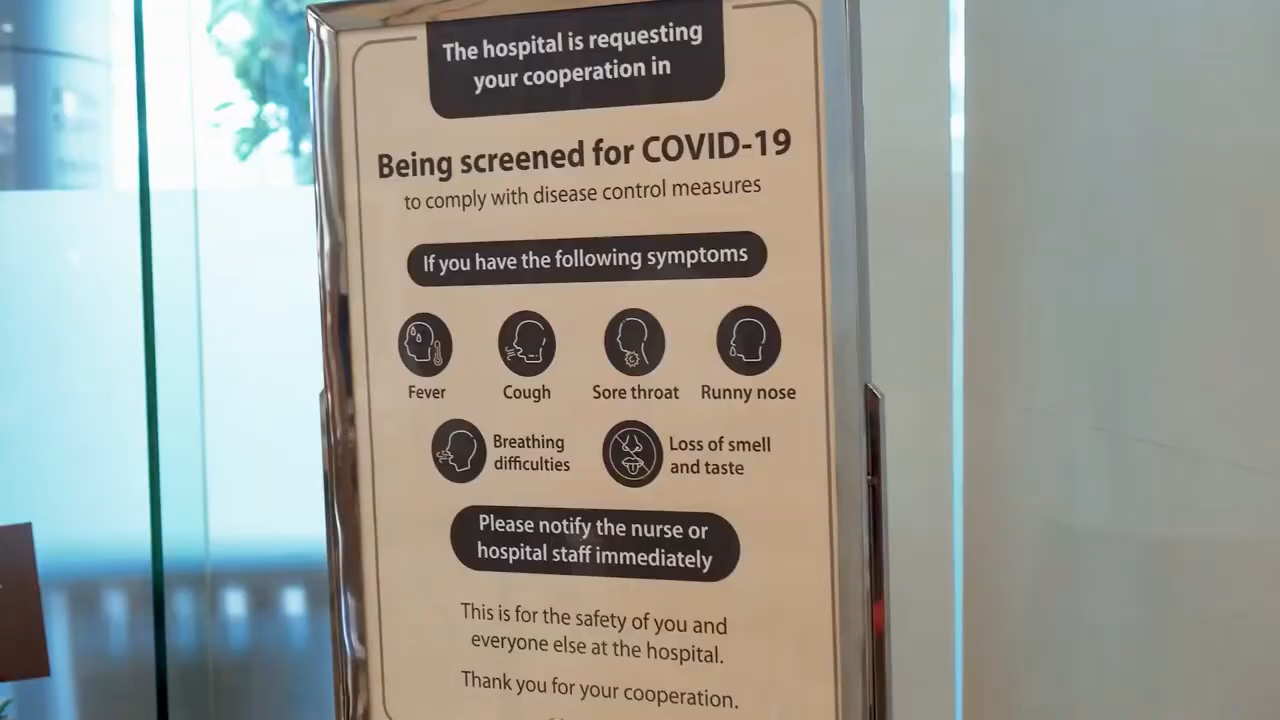 The hospital is requesting
your cooperation in
Being screened for COVID-19
to comply with disease control measures
If you have the following symptoms
Fever
Cough
Sore throat
Runny nose
Breathing
difficulties
Loss of smell
and taste
Please notify the nurse or
hospital staff immediately
This is for the safety of you and
everyone else at the hospital.
Thank you for your cooperation.